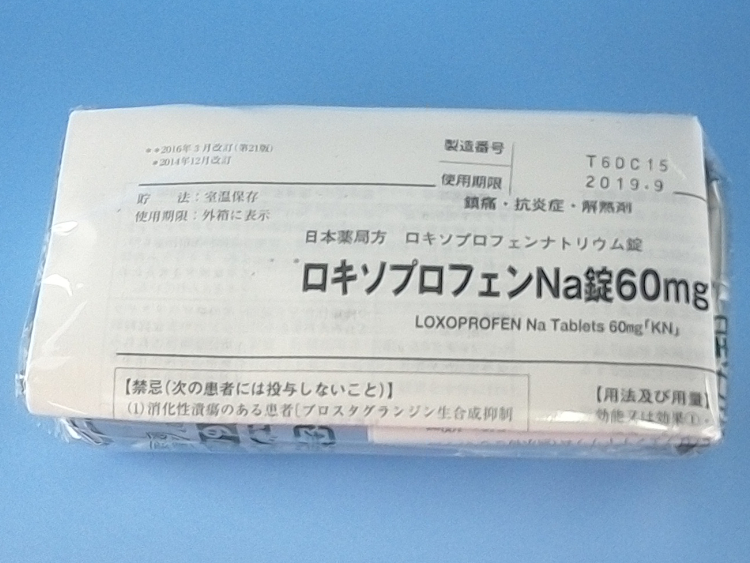 **2016年3月改訂(第21版)
*2014年12月改訂
製造番号 T60C15
使用期限 2019.9
貯 法：室温保存
使用期限：外箱に表示
鎮痛・抗炎症・解熱剤
日本薬局方 ロキソプロフェンナトリウム錠
ロキソプロフェンNa錠60mg
LOXOPROFEN Na Tablets 60mg「KN」
【禁忌(次の患者には投与しないこと)】
(1)消化性潰瘍のある患者[プロスタグランジン生合成抑制
【用法及び用量】
効能又は効果①・